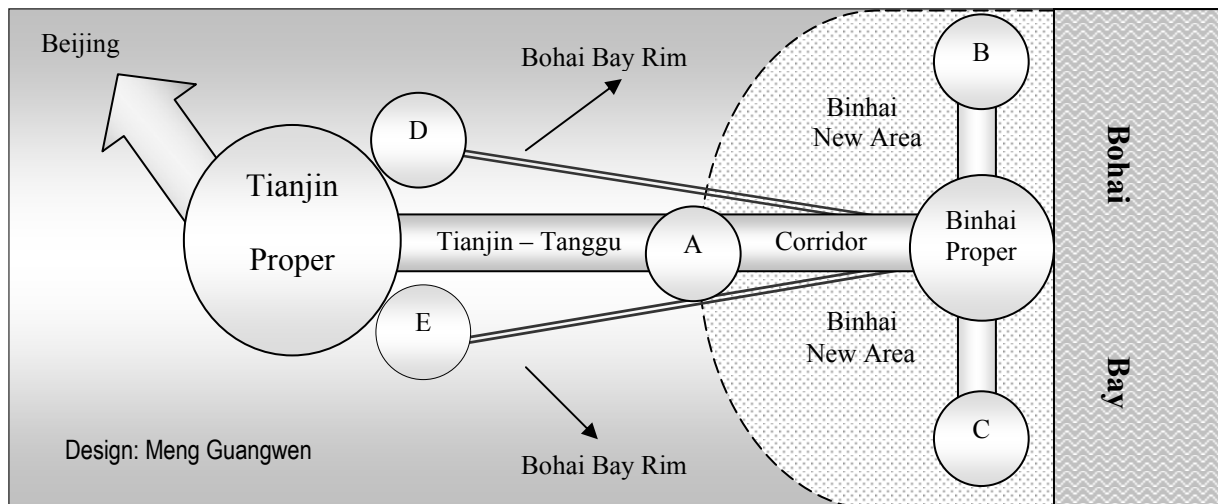 Beijing
Bohai Bay Rim
B
D
Binhai
New Area
Bohai
Tianjin
Proper
Tianjin – Tanggu
A
Corridor
Binhai
Proper
E
Binhai
New Area
Bay
C
Design: Meng Guangwen
Bohai Bay Rim